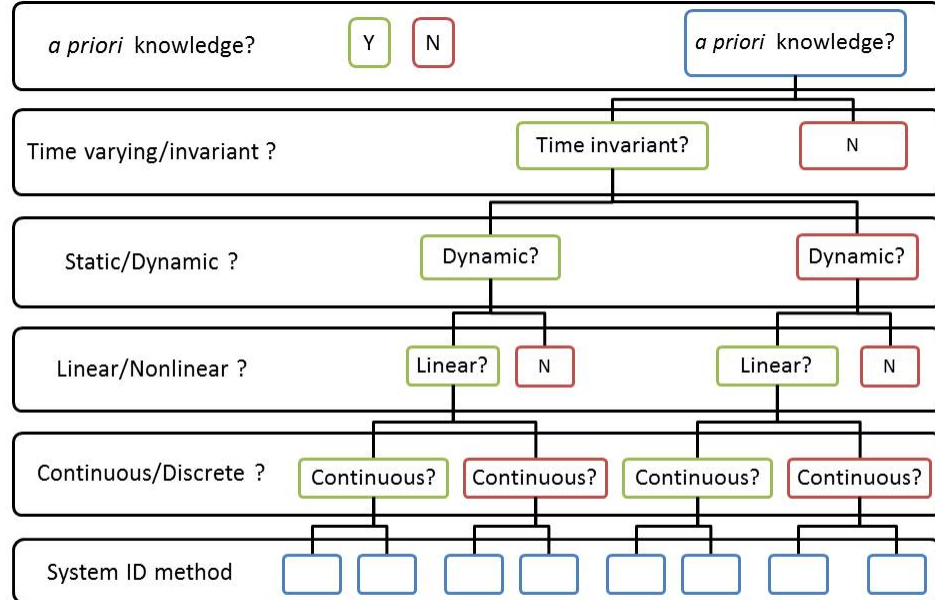 a priori knowledge?
Y
N
a priori knowledge?
Time varying/invariant ?
Time invariant?
N
Static/Dynamic ?
Dynamic?
Dynamic?
Linear/Nonlinear ?
Linear?
N
Linear?
N
Continuous/Discrete ?
Continuous?
Continuous?
Continuous?
Continuous?
System ID method